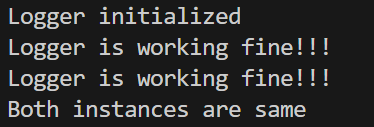 Logger initialized
Logger is working fine!!!
Logger is working fine!!!
Both instances are same